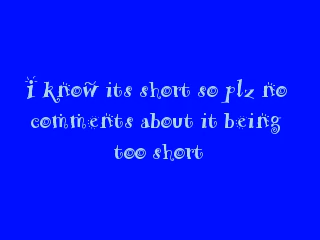 i know its short so plz no
comments about it being
too short